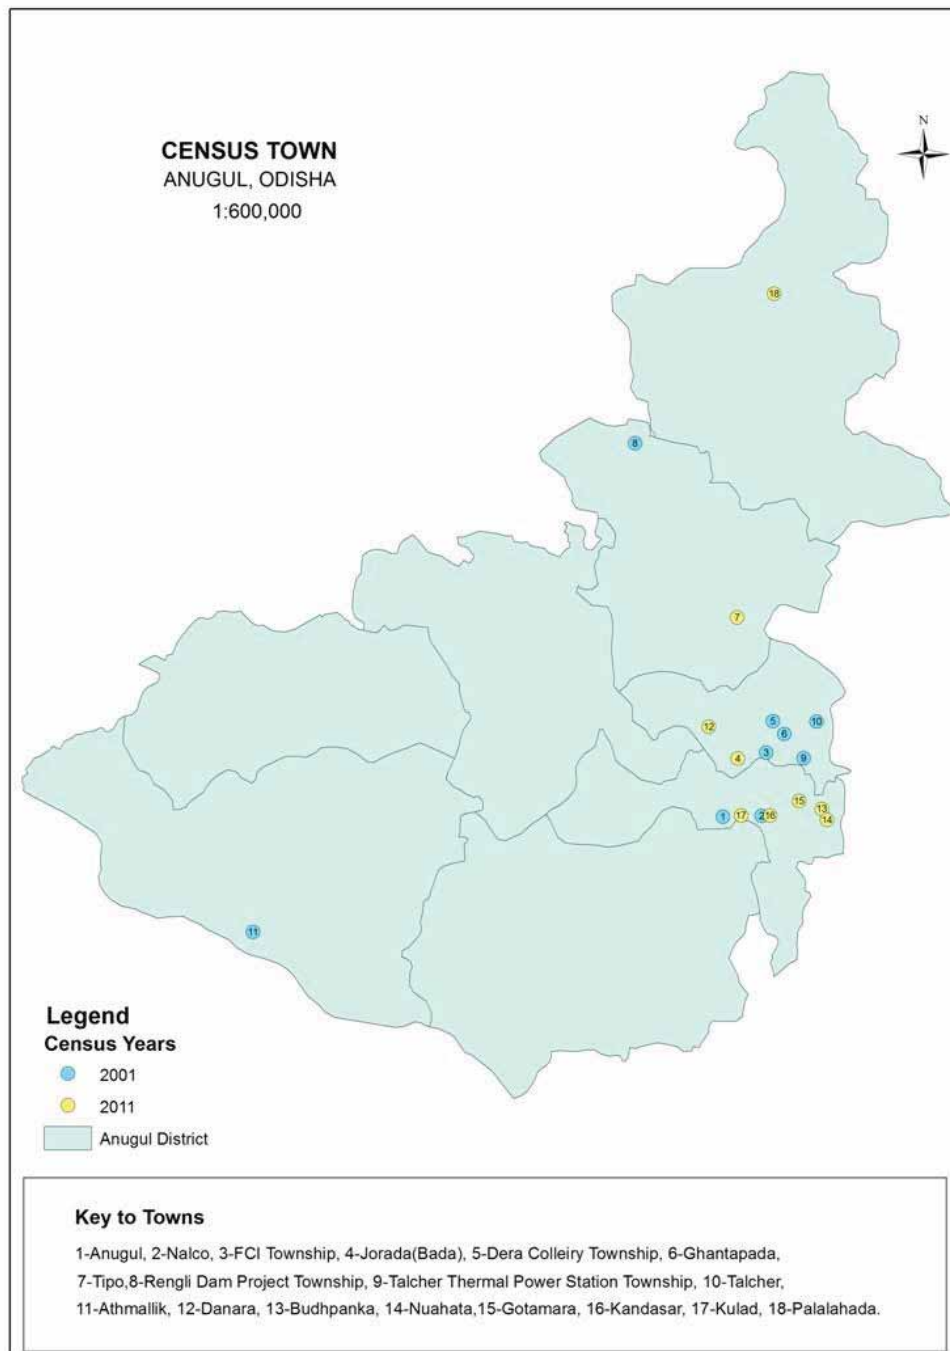 CENSUS TOWN
ANUGUL, ODISHA
1:600,000
N
18
8
7
12
5
10
6
3
4
9
15
13
1
17
2
16
14
11
Legend
Census Years
2001
2011
Anugul District
Key to Towns
1-Anugul, 2-Nalco, 3-FCI Township, 4-Jorada(Bada), 5-Dera Colleiry Township, 6-Ghantapada,
7-Tipo,8-Rengli Dam Project Township, 9-Talcher Thermal Power Station Township, 10-Talcher,
11-Athmallik, 12-Danara, 13-Budhpanka, 14-Nuahata,15-Gotamara, 16-Kandasar, 17-Kulad, 18-Palalahada.